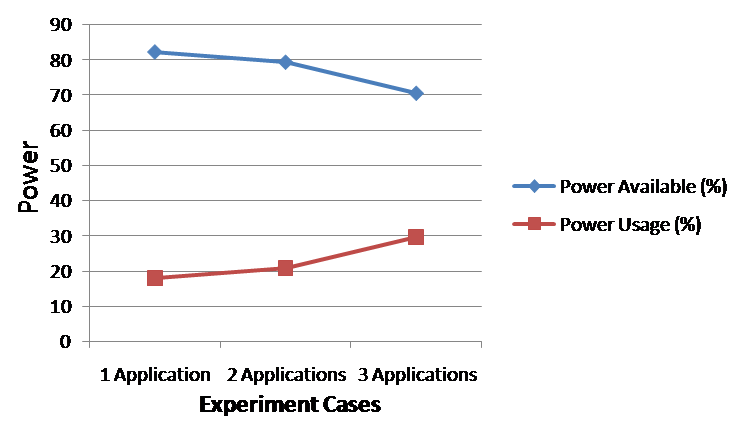 90
80
70
60
50
40
30
20
10
0
Power
1 Application 2 Applications 3 Applications
Experiment Cases
Power Available (%)
Power Usage (%)